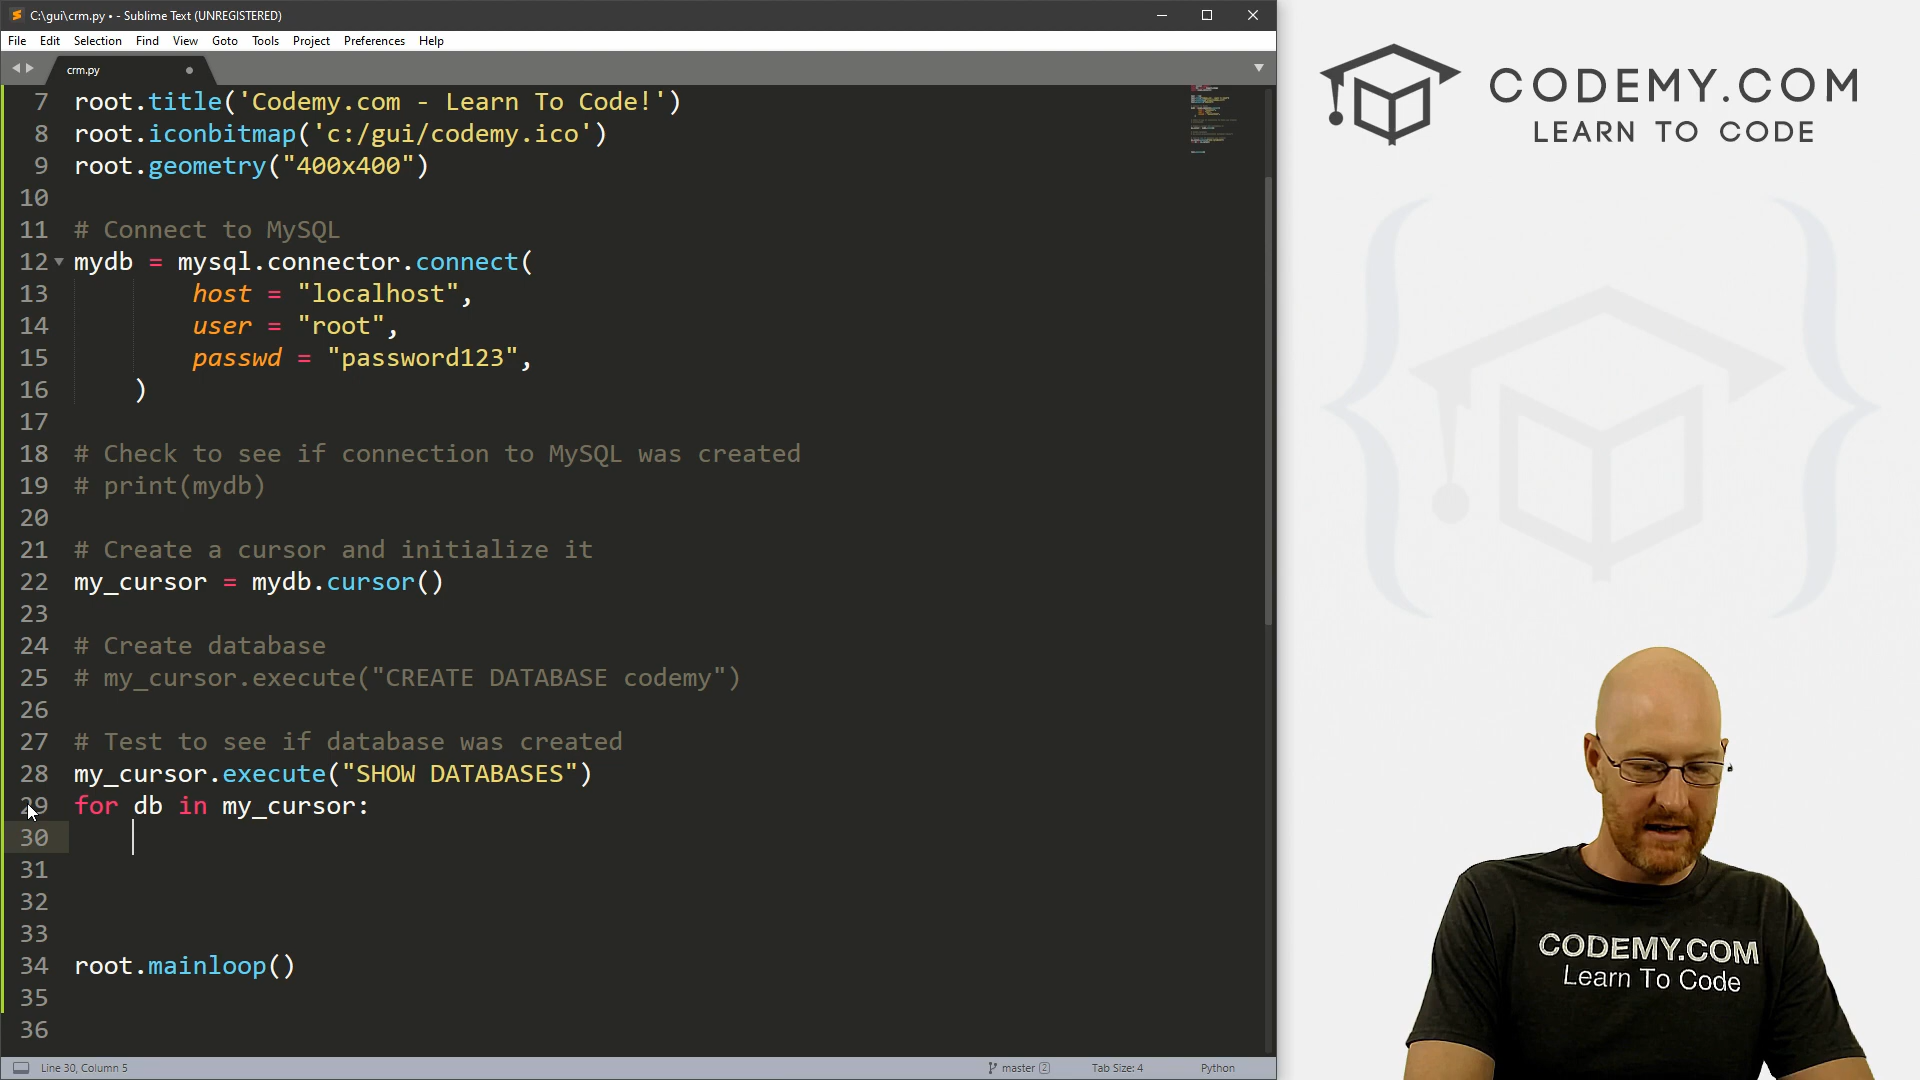 C:\gui\crm.py • - Sublime Text (UNREGISTERED)
File Edit Selection Find View Goto Tools Project Preferences Help
crm.py
7 root.title('Codemy.com - Learn To Code!')
8 root.iconbitmap('c:/gui/codemy.ico')
9 root.geometry("400x400")
10
11 # Connect to MySQL
12 mydb = mysql.connector.connect(
13 host = "localhost",
14 user = "root",
15 passwd = "password123",
16 )
17
18 # Check to see if connection to MySQL was created
19 # print(mydb)
20
21 # Create a cursor and initialize it
22 my_cursor = mydb.cursor()
23
24 # Create database
25 # my_cursor.execute("CREATE DATABASE codemy")
26
27 # Test to see if database was created
28 my_cursor.execute("SHOW DATABASES")
29 for db in my_cursor:
30
31
32
33
34 root.mainloop()
35
36
Line 30, Column 5
master 2
Tab Size: 4
Python
CODEMY.COM
LEARN TO CODE
CODEMY.COM
Learn To Code